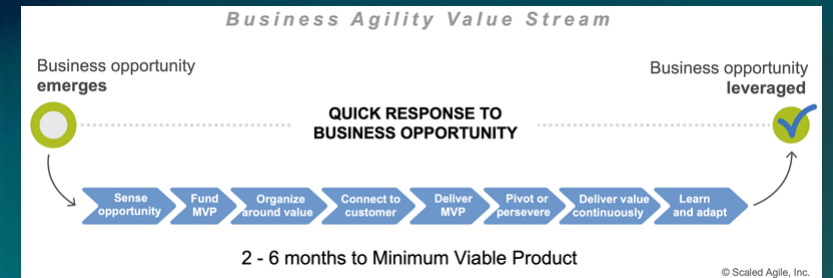 Business Agility Value Stream
Business opportunity
emerges
Business opportunity
leveraged
QUICK RESPONSE TO
BUSINESS OPPORTUNITY
Sense
opportunity
Fund
MVP
Organize
around value
Connect to
customer
Deliver
MVP
Pivot or
persevere
Deliver value
continuously
Learn
and adapt
2 - 6 months to Minimum Viable Product
© Scaled Agile, Inc.